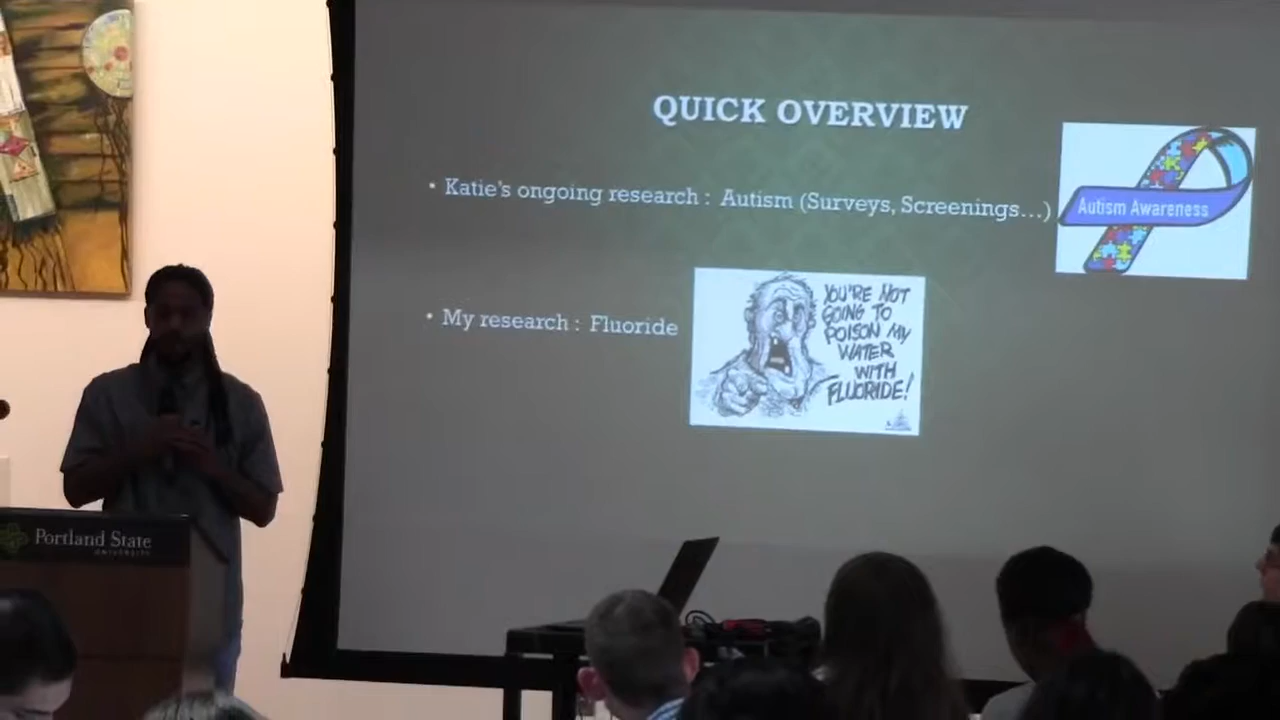 QUICK OVERVIEW
• Katie's ongoing research : Autism (Surveys, Screenings...)
Autism Awareness
• My research : Fluoride
YOU'RE NOT
GOING TO
POISON MY
WATER
WITH
FLUORIDE!
Portland State
UNIVERSITY